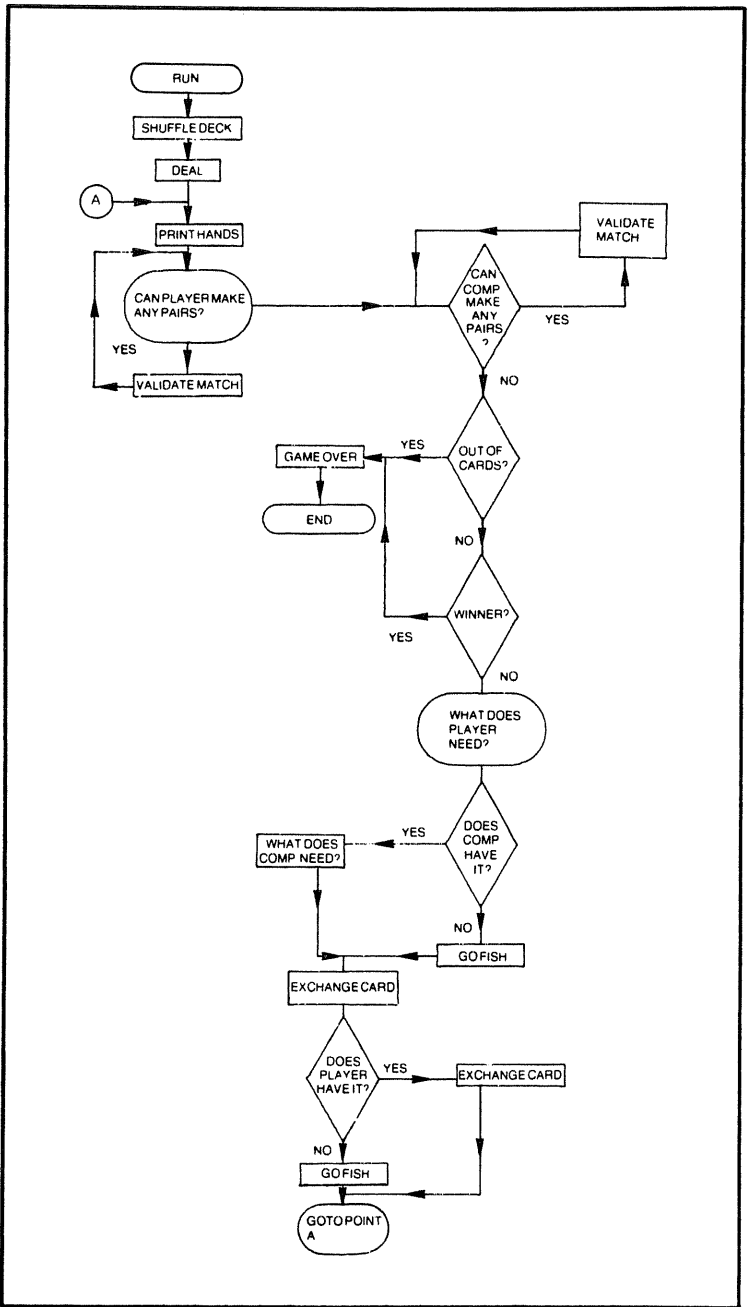 RUN
SHUFFLE DECK
DEAL
A
PRINT HANDS
CAN PLAYER MAKE
ANY PAIRS?
YES
VALIDATE MATCH
VALIDATE
MATCH
CAN
COMP
MAKE
ANY
PAIRS
?
YES
NO
OUT OF
CARDS?
YES
GAME OVER
END
NO
WINNER?
YES
NO
WHAT DOES
PLAYER
NEED?
DOES
COMP
HAVE
IT?
YES
WHAT DOES
COMP NEED?
NO
GO FISH
EXCHANGE CARD
DOES
PLAYER
HAVE IT?
YES
EXCHANGE CARD
NO
GO FISH
GOTO POINT
A